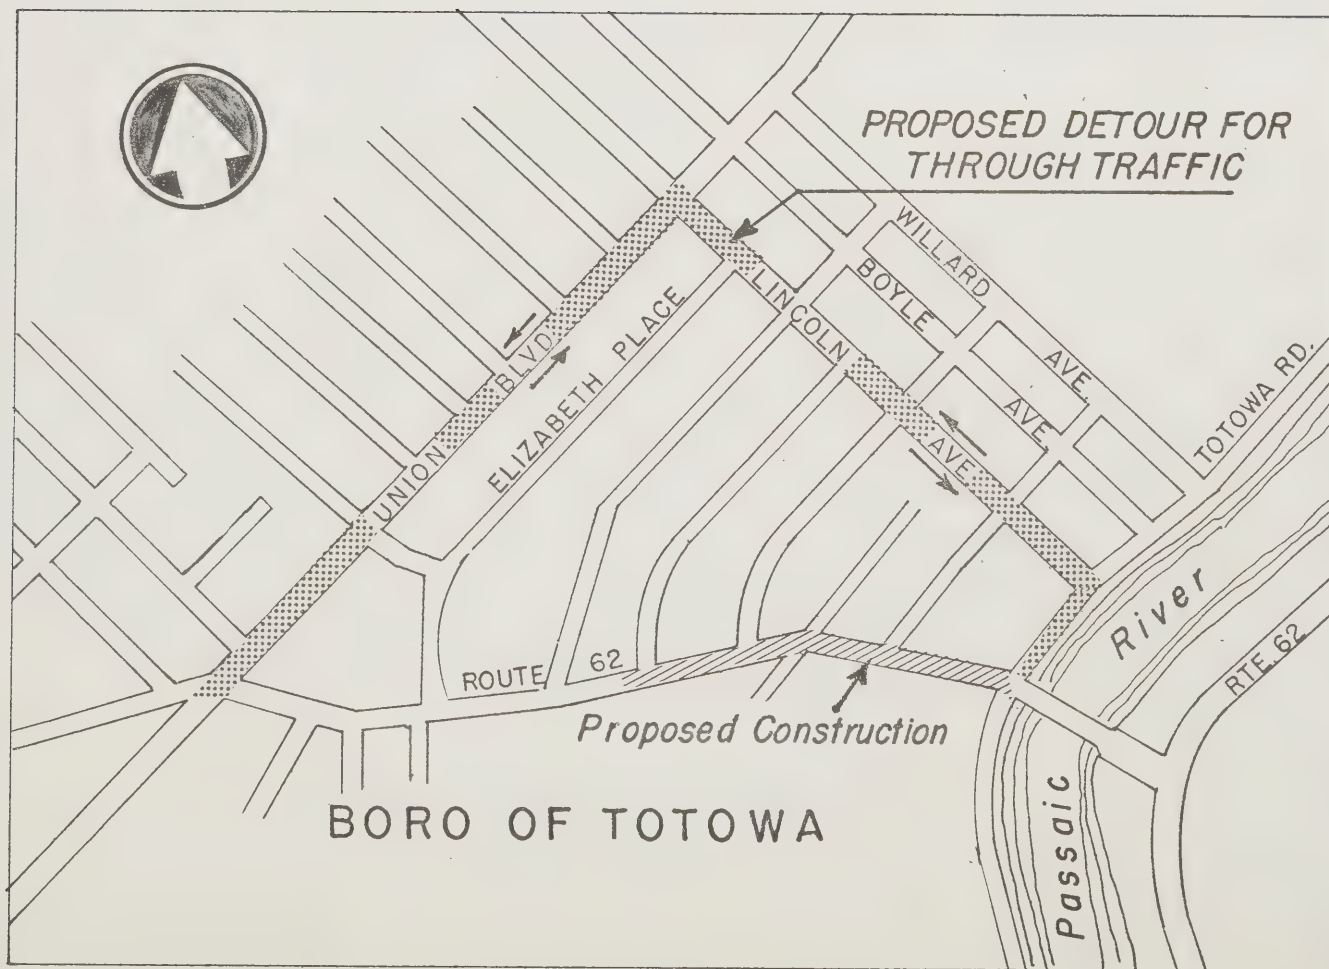 PROPOSED DETOUR FOR
THROUGH TRAFFIC
WILLARD AVE.
BOYLE AVE.
LINCOLN AVE.
UNION BLVD.
ELIZABETH PLACE
TOTOWA RD.
River
RTE. 62
ROUTE 62
Proposed Construction
BORO OF TOTOWA
Passaic